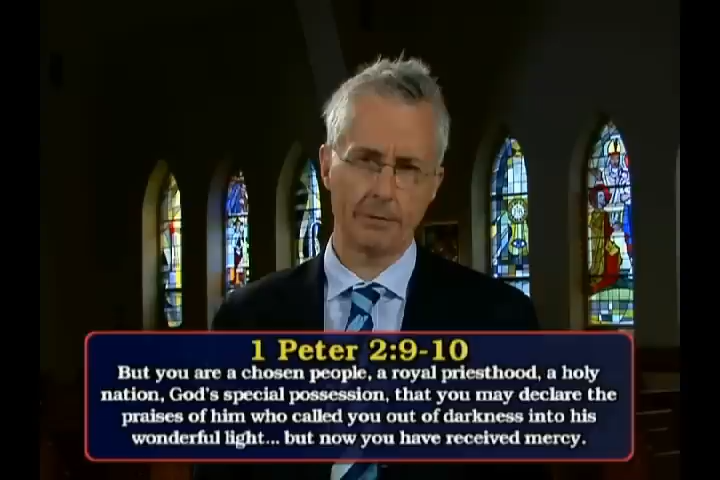 1 Peter 2:9-10
But you are a chosen people, a royal priesthood, a holy
nation, God's special possession, that you may declare the
praises of him who called you out of darkness into his
wonderful light... but now you have received mercy.